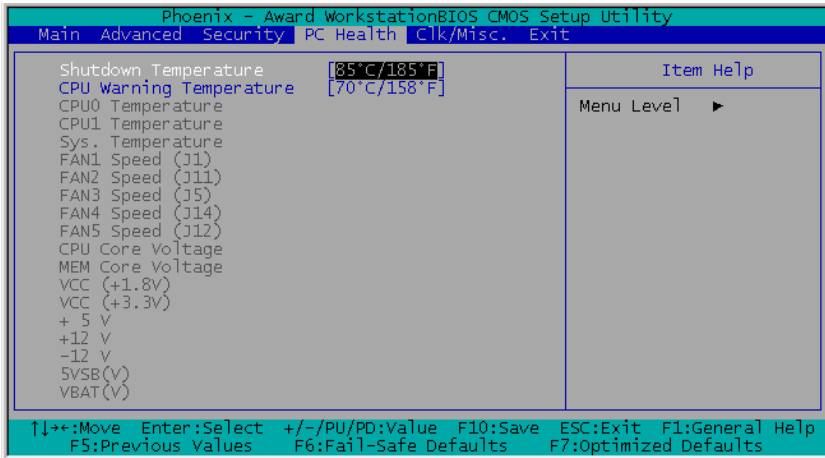 Phoenix - Award WorkstationBIOS CMOS Setup Utility
Main Advanced Security PC Health Clk/Misc. Exit
Shutdown Temperature [85°C/185°F]
CPU Warning Temperature [70°C/158°F]
CPU0 Temperature
CPU1 Temperature
Sys. Temperature
FAN1 Speed (J1)
FAN2 Speed (J11)
FAN3 Speed (J5)
FAN4 Speed (J14)
FAN5 Speed (J12)
CPU Core Voltage
MEM Core Voltage
VCC (+1.8V)
VCC (+3.3V)
+ 5 V
+12 V
-12 V
5VSB(V)
VBAT(V)
Item Help
Menu Level ►
↑↓→←:Move Enter:Select +/-/PU/PD:Value F10:Save ESC:Exit F1:General Help
F5:Previous Values F6:Fail-Safe Defaults F7:Optimized Defaults